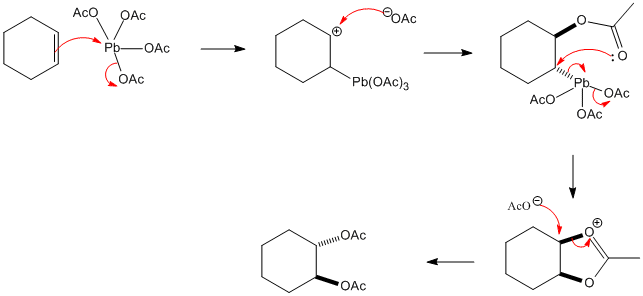 AcO OAc
Pb OAc
OAc
⊕ ⊖OAc
Pb(OAc)3
O
O
Pb
AcO OAc
OAc
AcO⊖
O⊕
O
OAc
OAc